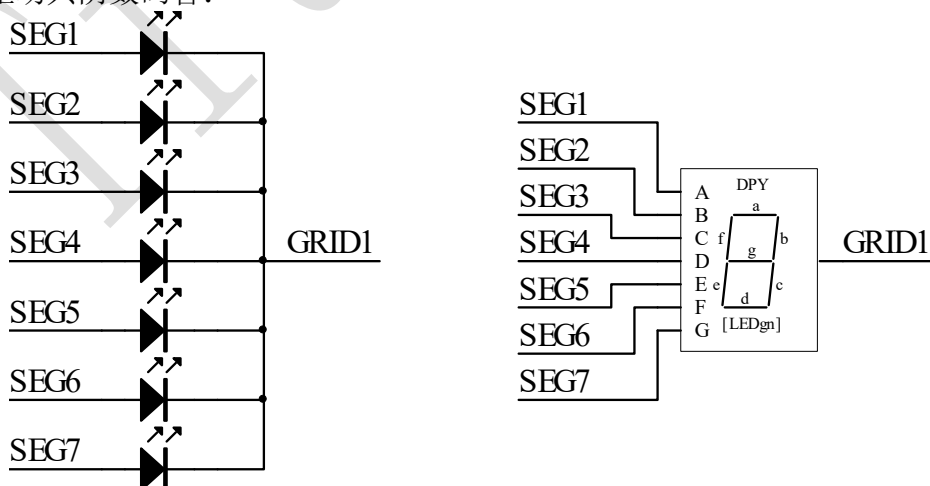 SEG1
SEG2
SEG3
SEG4
SEG5
SEG6
SEG7
GRID1
SEG1
SEG2
SEG3
SEG4
SEG5
SEG6
SEG7
A
B
C
D
E
F
G
DPY
a
f
b
g
e
c
d
[LEDgn]
GRID1